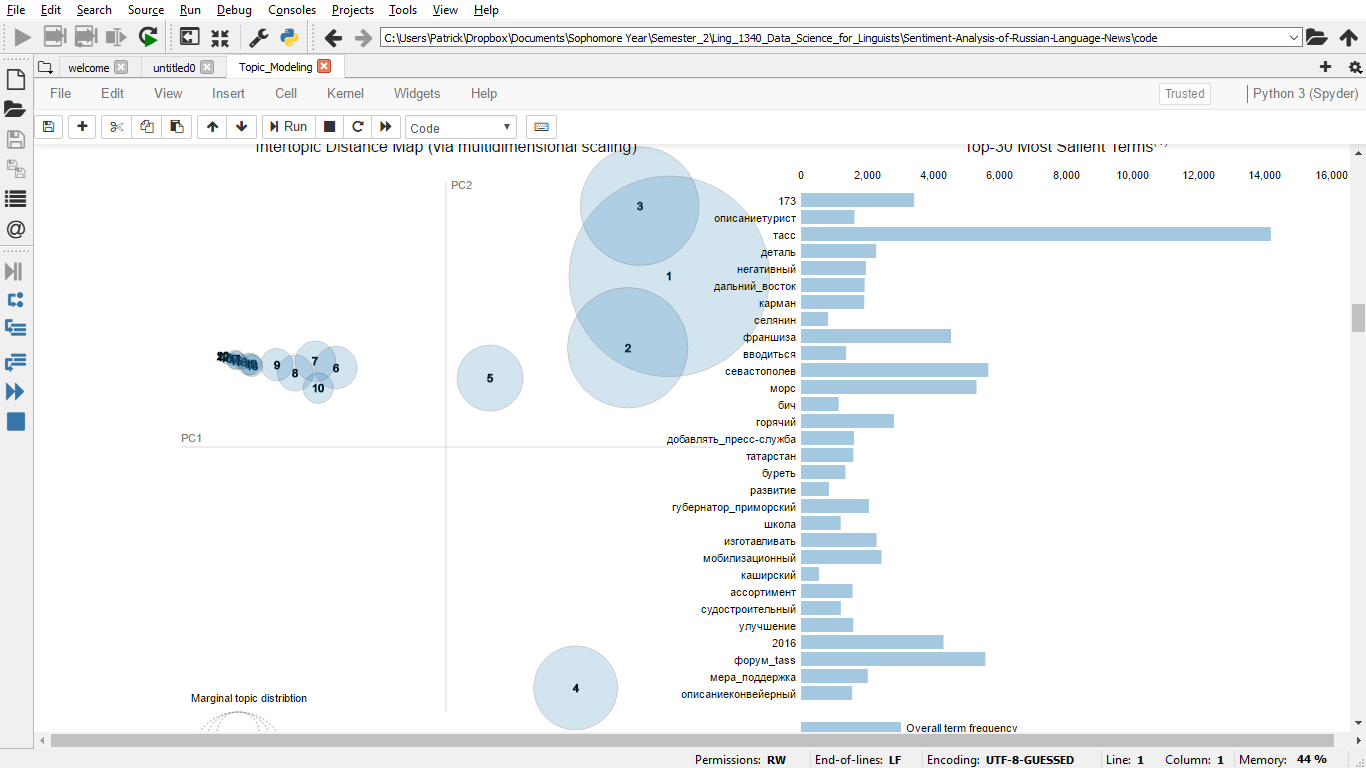 File Edit Search Source Run Debug Consoles Projects Tools View Help
C:\Users\Patrick\Dropbox\Documents\Sophomore Year\Semester_2\Ling_1340_Data_Science_for_Linguists\Sentiment-Analysis-of-Russian-Language-News\code
welcome untitled0 Topic_Modeling
File Edit View Insert Cell Kernel Widgets Help Trusted Python 3 (Spyder)
Run Code
Intertopic Distance Map (via multidimensional scaling)
PC2
3
1
2
5
7
6
9
8
10
20
PC1
4
Marginal topic distribtion
Top-30 Most Salient Terms
0 2,000 4,000 6,000 8,000 10,000 12,000 14,000 16,000
173
описаниетурист
тасс
деталь
негативный
дальний_восток
карман
селянин
франшиза
вводиться
севастополев
морс
бич
горячий
добавлять_пресс-служба
татарстан
буреть
развитие
губернатор_приморский
школа
изготавливать
мобилизационный
каширский
ассортимент
судостроительный
улучшение
2016
форум_tass
мера_поддержка
описаниеконвейерный
Overall term frequency
Permissions: RW End-of-lines: LF Encoding: UTF-8-GUESSED Line: 1 Column: 1 Memory: 44 %